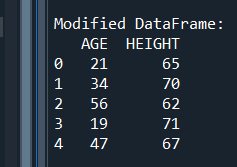 Modified DataFrame:
   AGE  HEIGHT
0   21      65
1   34      70
2   56      62
3   19      71
4   47      67